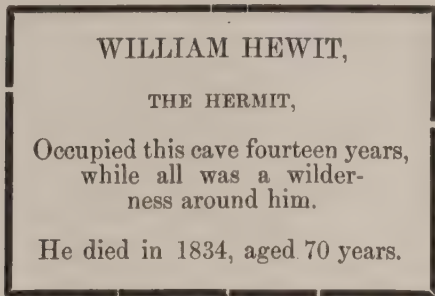 WILLIAM HEWIT,
THE HERMIT,
Occupied this cave fourteen years,
while all was a wilder-
ness around him.
He died in 1834, aged 70 years.